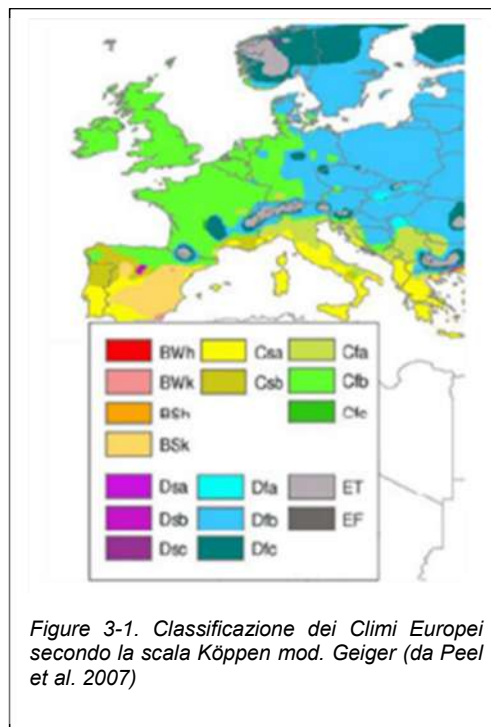 BWh Csa Cfa
BWk Csb Cfb
BSh Cfc
BSk
Dsa Dfa ET
Dsb Dfb EF
Dsc Dfc
Figure 3-1. Classificazione dei Climi Europei
secondo la scala Köppen mod. Geiger (da Peel
et al. 2007)